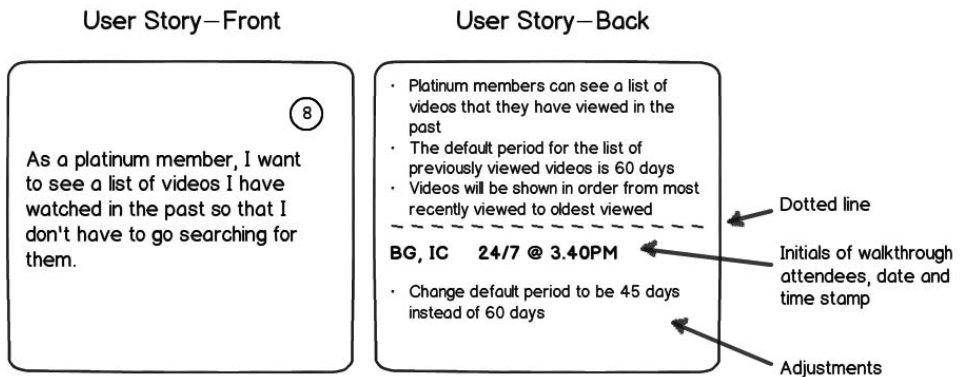 User Story—Front
8
As a platinum member, I want
to see a list of videos I have
watched in the past so that I
don't have to go searching for
them.
User Story—Back
· Platinum members can see a list of
videos that they have viewed in the
past
· The default period for the list of
previously viewed videos is 60 days
· Videos will be shown in order from most
recently viewed to oldest viewed
BG, IC 24/7 @ 3.40PM
· Change default period to be 45 days
instead of 60 days
Dotted line
Initials of walkthrough
attendees, date and
time stamp
Adjustments